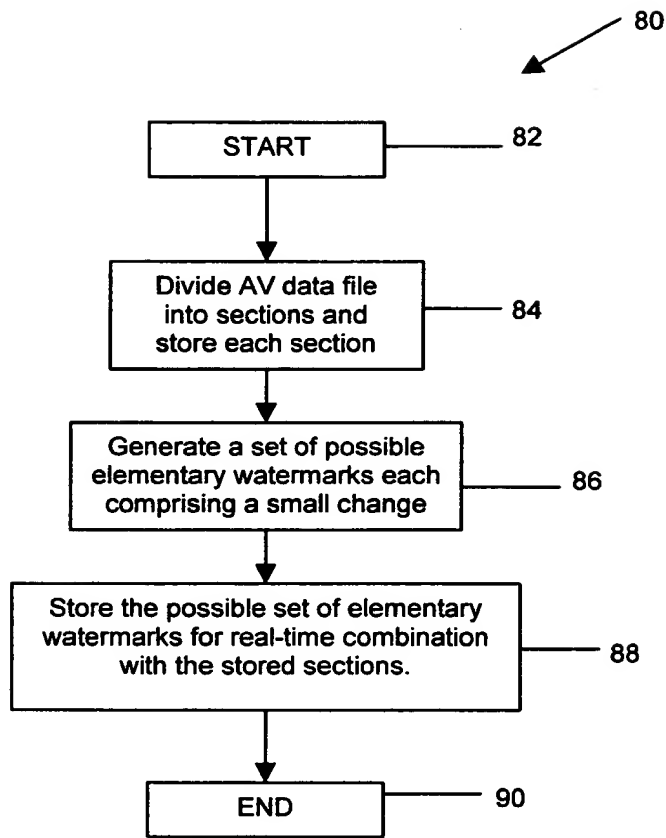 80
START
82
Divide AV data file
into sections and
store each section
84
Generate a set of possible
elementary watermarks each
comprising a small change
86
Store the possible set of elementary
watermarks for real-time combination
with the stored sections.
88
END
90